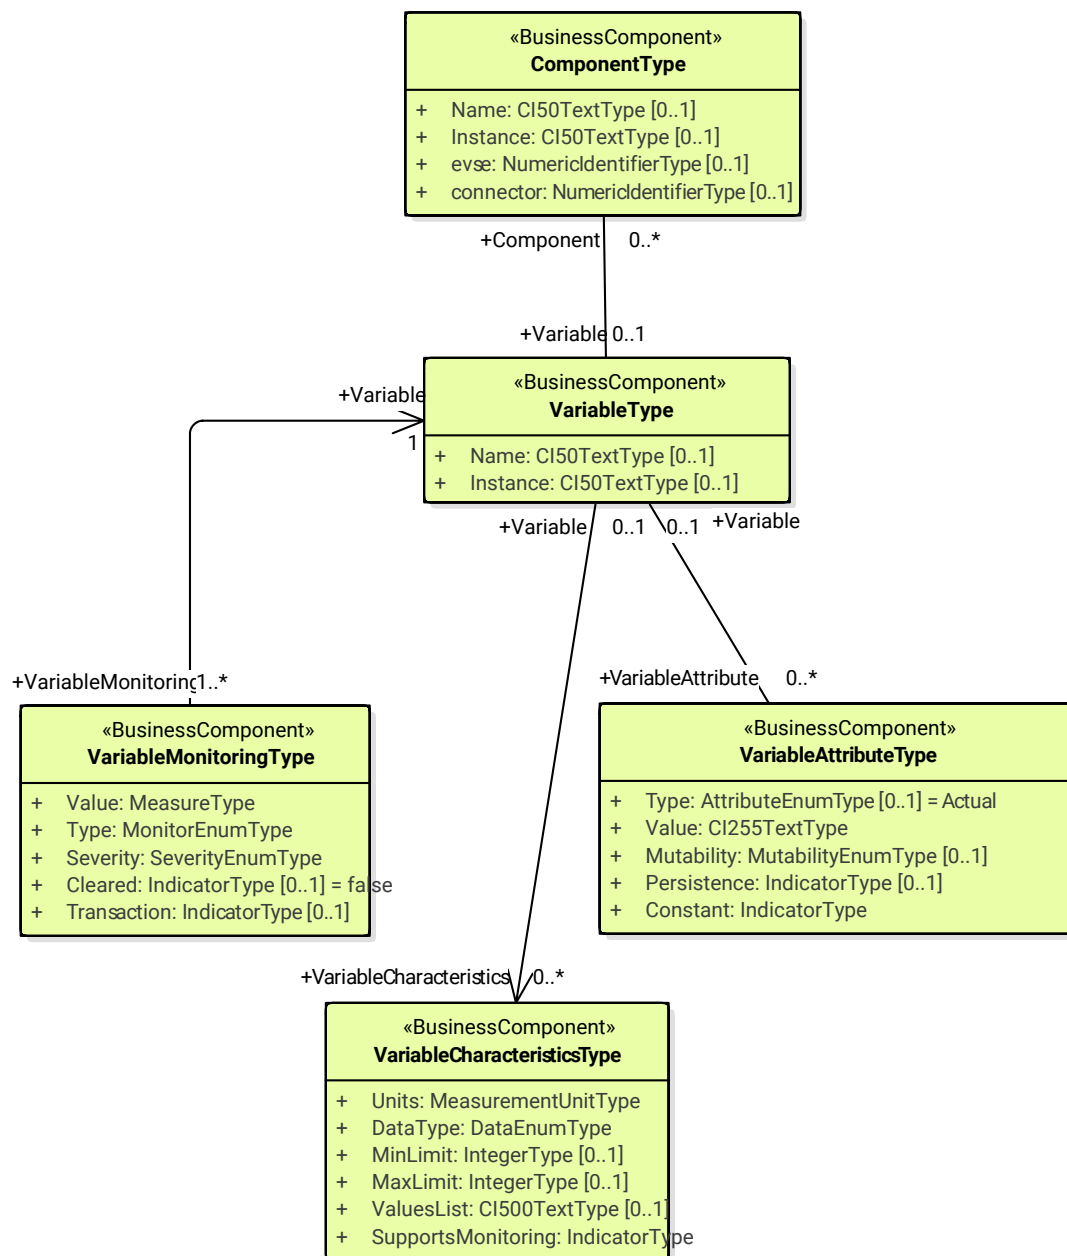 «BusinessComponent»
ComponentType
+ Name: CI50TextType [0..1]
+ Instance: CI50TextType [0..1]
+ evse: NumericIdentifierType [0..1]
+ connector: NumericIdentifierType [0..1]
+Component 0..*
+Variable 0..1
«BusinessComponent»
VariableType
+ Name: CI50TextType [0..1]
+ Instance: CI50TextType [0..1]
+Variable
1
+Variable 0..1
0..1 +Variable
+VariableMonitoring 1..*
«BusinessComponent»
VariableMonitoringType
+ Value: MeasureType
+ Type: MonitorEnumType
+ Severity: SeverityEnumType
+ Cleared: IndicatorType [0..1] = false
+ Transaction: IndicatorType [0..1]
+VariableAttribute 0..*
«BusinessComponent»
VariableAttributeType
+ Type: AttributeEnumType [0..1] = Actual
+ Value: CI255TextType
+ Mutability: MutabilityEnumType [0..1]
+ Persistence: IndicatorType [0..1]
+ Constant: IndicatorType
+VariableCharacteristics 0..*
«BusinessComponent»
VariableCharacteristicsType
+ Units: MeasurementUnitType
+ DataType: DataEnumType
+ MinLimit: IntegerType [0..1]
+ MaxLimit: IntegerType [0..1]
+ ValuesList: CI500TextType [0..1]
+ SupportsMonitoring: IndicatorType